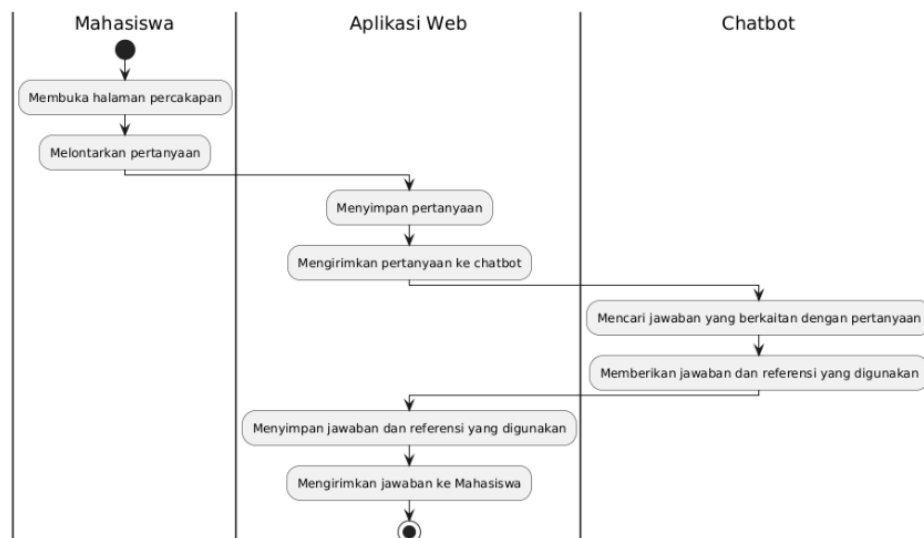 Mahasiswa
Aplikasi Web
Chatbot
Membuka halaman percakapan
Melontarkan pertanyaan
Menyimpan pertanyaan
Mengirimkan pertanyaan ke chatbot
Mencari jawaban yang berkaitan dengan pertanyaan
Memberikan jawaban dan referensi yang digunakan
Menyimpan jawaban dan referensi yang digunakan
Mengirimkan jawaban ke Mahasiswa